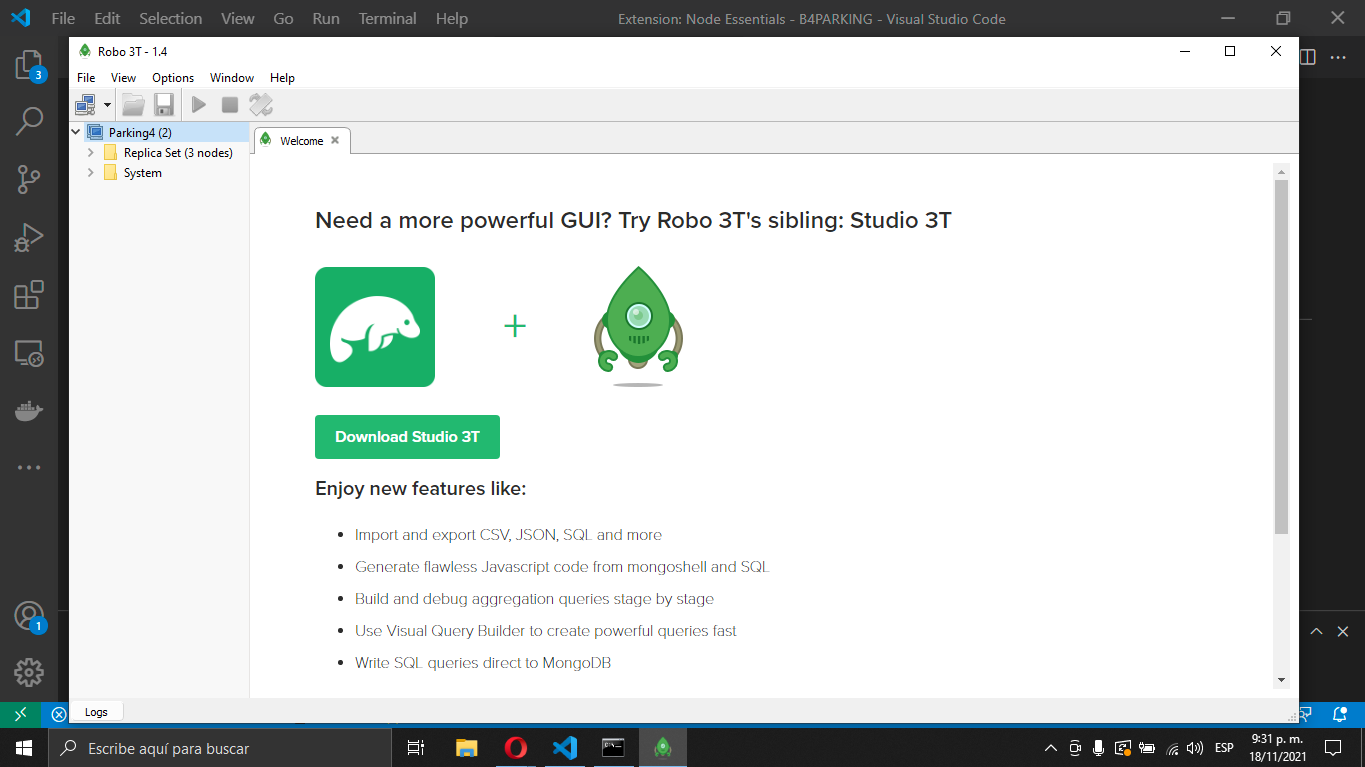 File Edit Selection View Go Run Terminal Help Extension: Node Essentials - B4PARKING - Visual Studio Code
3
Robo 3T - 1.4
File View Options Window Help
Parking4 (2)
Replica Set (3 nodes)
System
Welcome
Need a more powerful GUI? Try Robo 3T's sibling: Studio 3T
Download Studio 3T
Enjoy new features like:
Import and export CSV, JSON, SQL and more
Generate flawless Javascript code from mongoshell and SQL
Build and debug aggregation queries stage by stage
Use Visual Query Builder to create powerful queries fast
Write SQL queries direct to MongoDB
1
Logs
Escribe aquí para buscar
ESP
9:31 p. m.
18/11/2021